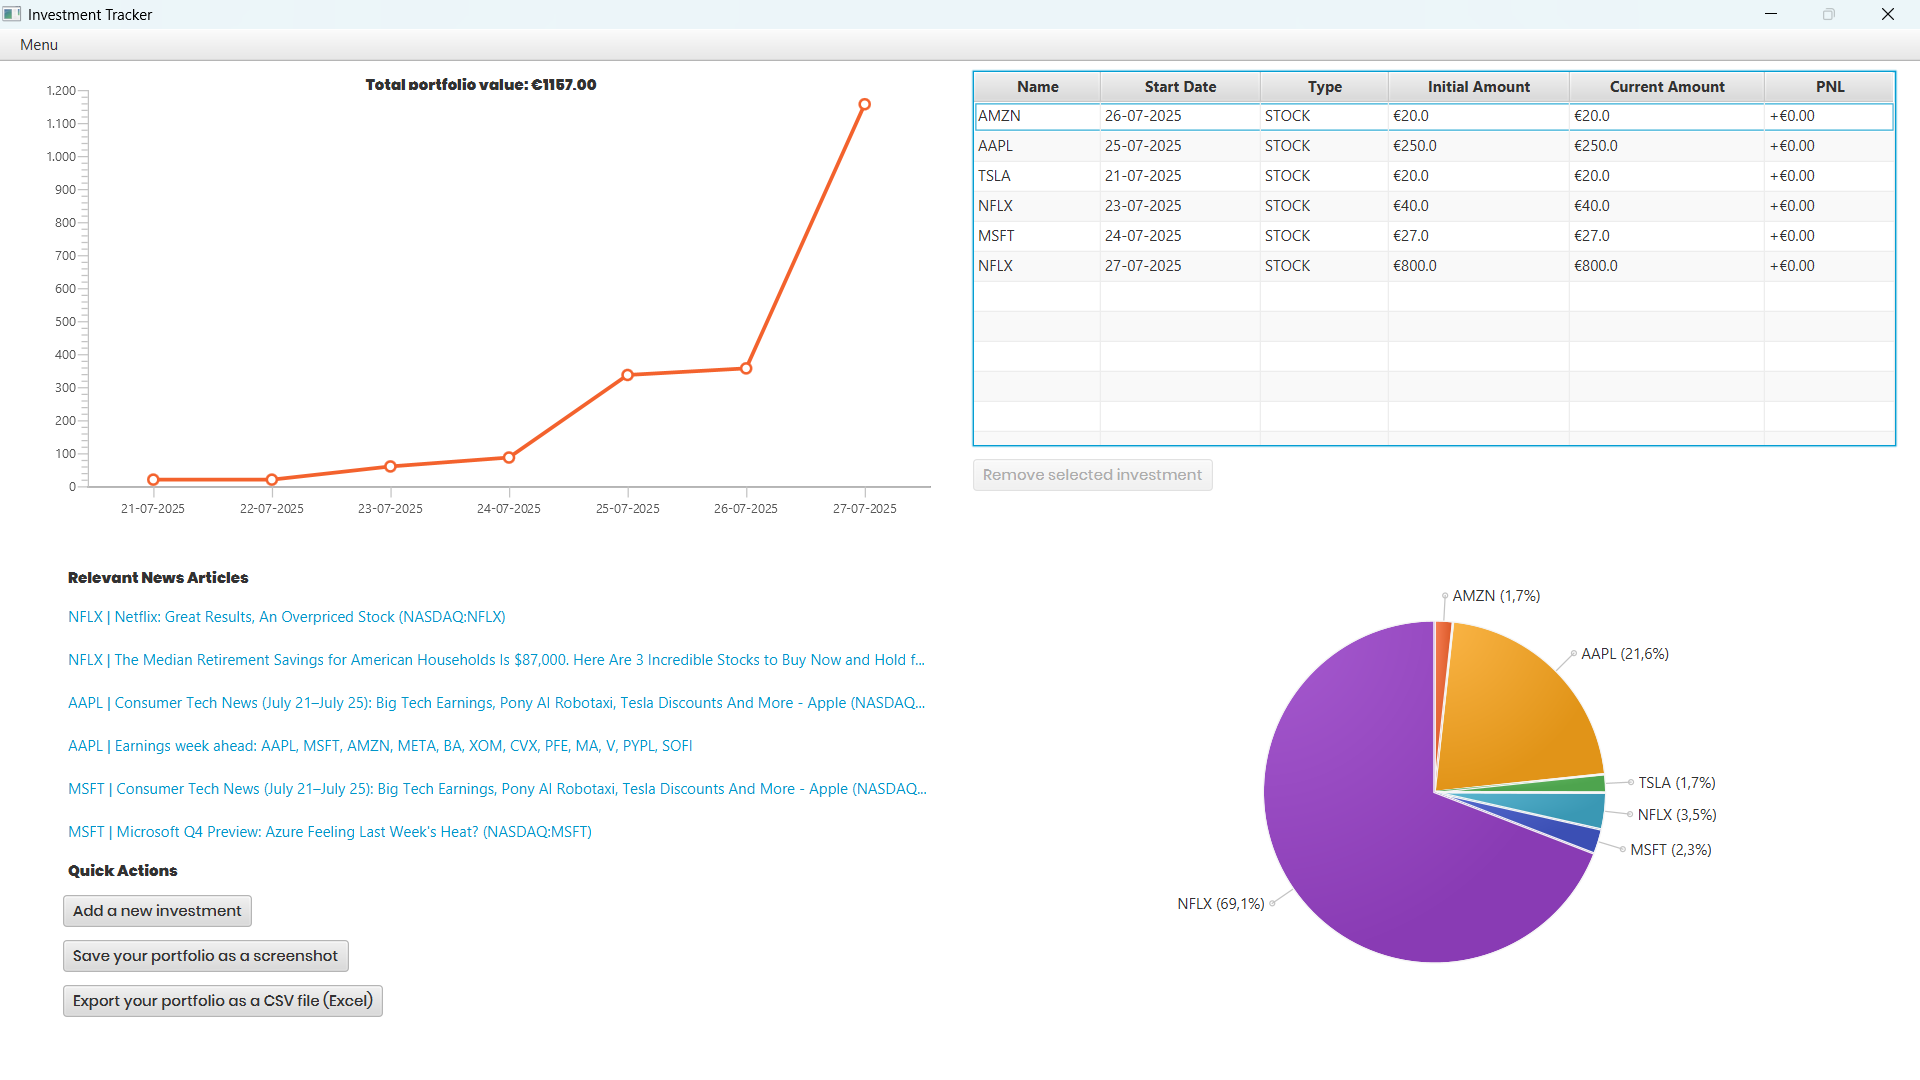 Investment Tracker
Menu
Total portfolio value: €1157.00
1.200
1.100
1.000
900
800
700
600
500
400
300
200
100
0
21-07-2025 22-07-2025 23-07-2025 24-07-2025 25-07-2025 26-07-2025 27-07-2025
Name Start Date Type Initial Amount Current Amount PNL
AMZN 26-07-2025 STOCK €20.0 €20.0 +€0.00
AAPL 25-07-2025 STOCK €250.0 €250.0 +€0.00
TSLA 21-07-2025 STOCK €20.0 €20.0 +€0.00
NFLX 23-07-2025 STOCK €40.0 €40.0 +€0.00
MSFT 24-07-2025 STOCK €27.0 €27.0 +€0.00
NFLX 27-07-2025 STOCK €800.0 €800.0 +€0.00
Remove selected investment
Relevant News Articles
NFLX | Netflix: Great Results, An Overpriced Stock (NASDAQ:NFLX)
NFLX | The Median Retirement Savings for American Households Is $87,000. Here Are 3 Incredible Stocks to Buy Now and Hold f...
AAPL | Consumer Tech News (July 21–July 25): Big Tech Earnings, Pony AI Robotaxi, Tesla Discounts And More - Apple (NASDAQ...
AAPL | Earnings week ahead: AAPL, MSFT, AMZN, META, BA, XOM, CVX, PFE, MA, V, PYPL, SOFI
MSFT | Consumer Tech News (July 21–July 25): Big Tech Earnings, Pony AI Robotaxi, Tesla Discounts And More - Apple (NASDAQ...
MSFT | Microsoft Q4 Preview: Azure Feeling Last Week's Heat? (NASDAQ:MSFT)
Quick Actions
Add a new investment
Save your portfolio as a screenshot
Export your portfolio as a CSV file (Excel)
AMZN (1,7%)
AAPL (21,6%)
TSLA (1,7%)
NFLX (3,5%)
MSFT (2,3%)
NFLX (69,1%)